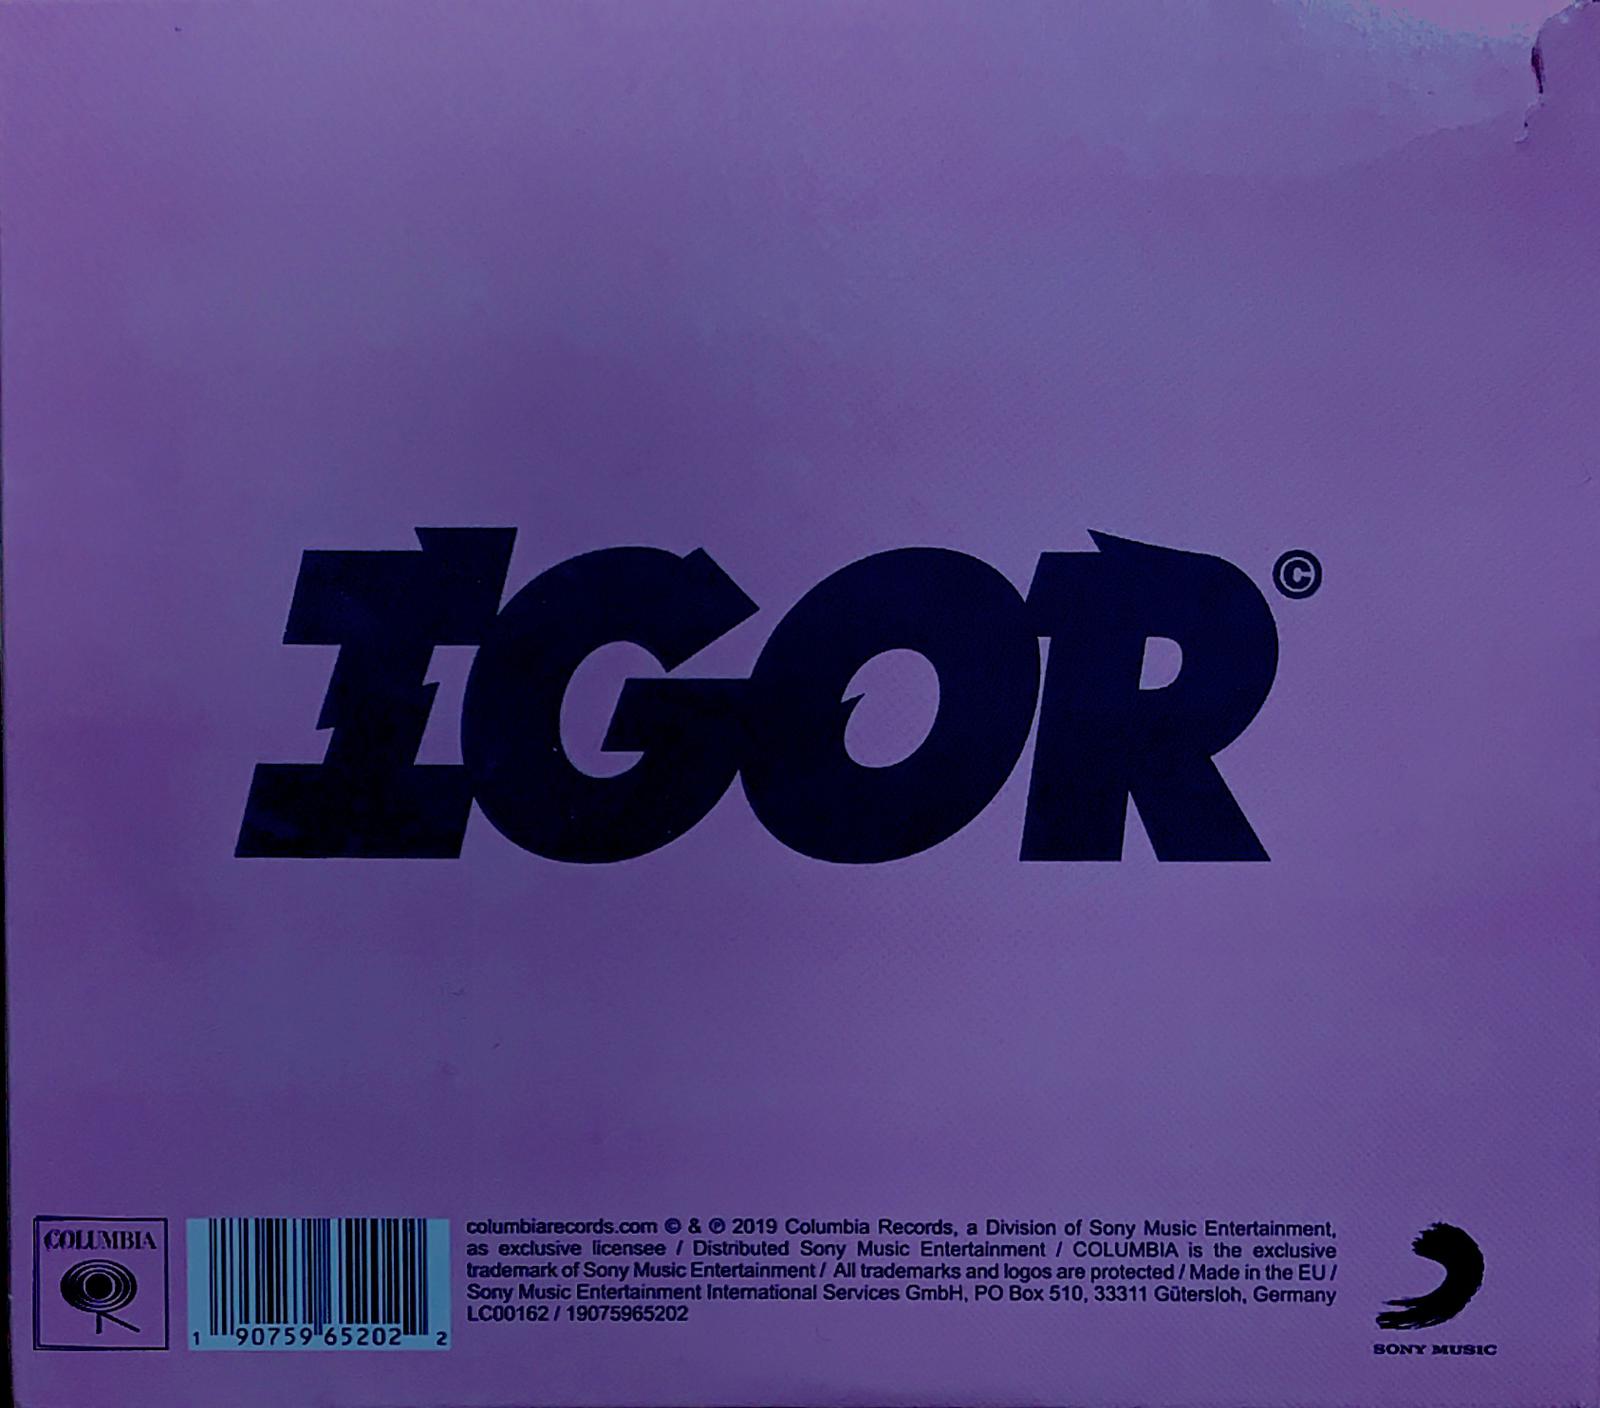 IGOR©
COLUMBIA
1 90759 65202 2
columbiarecords.com © & ℗ 2019 Columbia Records, a Division of Sony Music Entertainment,
as exclusive licensee / Distributed Sony Music Entertainment / COLUMBIA is the exclusive
trademark of Sony Music Entertainment / All trademarks and logos are protected / Made in the EU /
Sony Music Entertainment International Services GmbH, PO Box 510, 33311 Gütersloh, Germany
LC00162 / 19075965202
SONY MUSIC